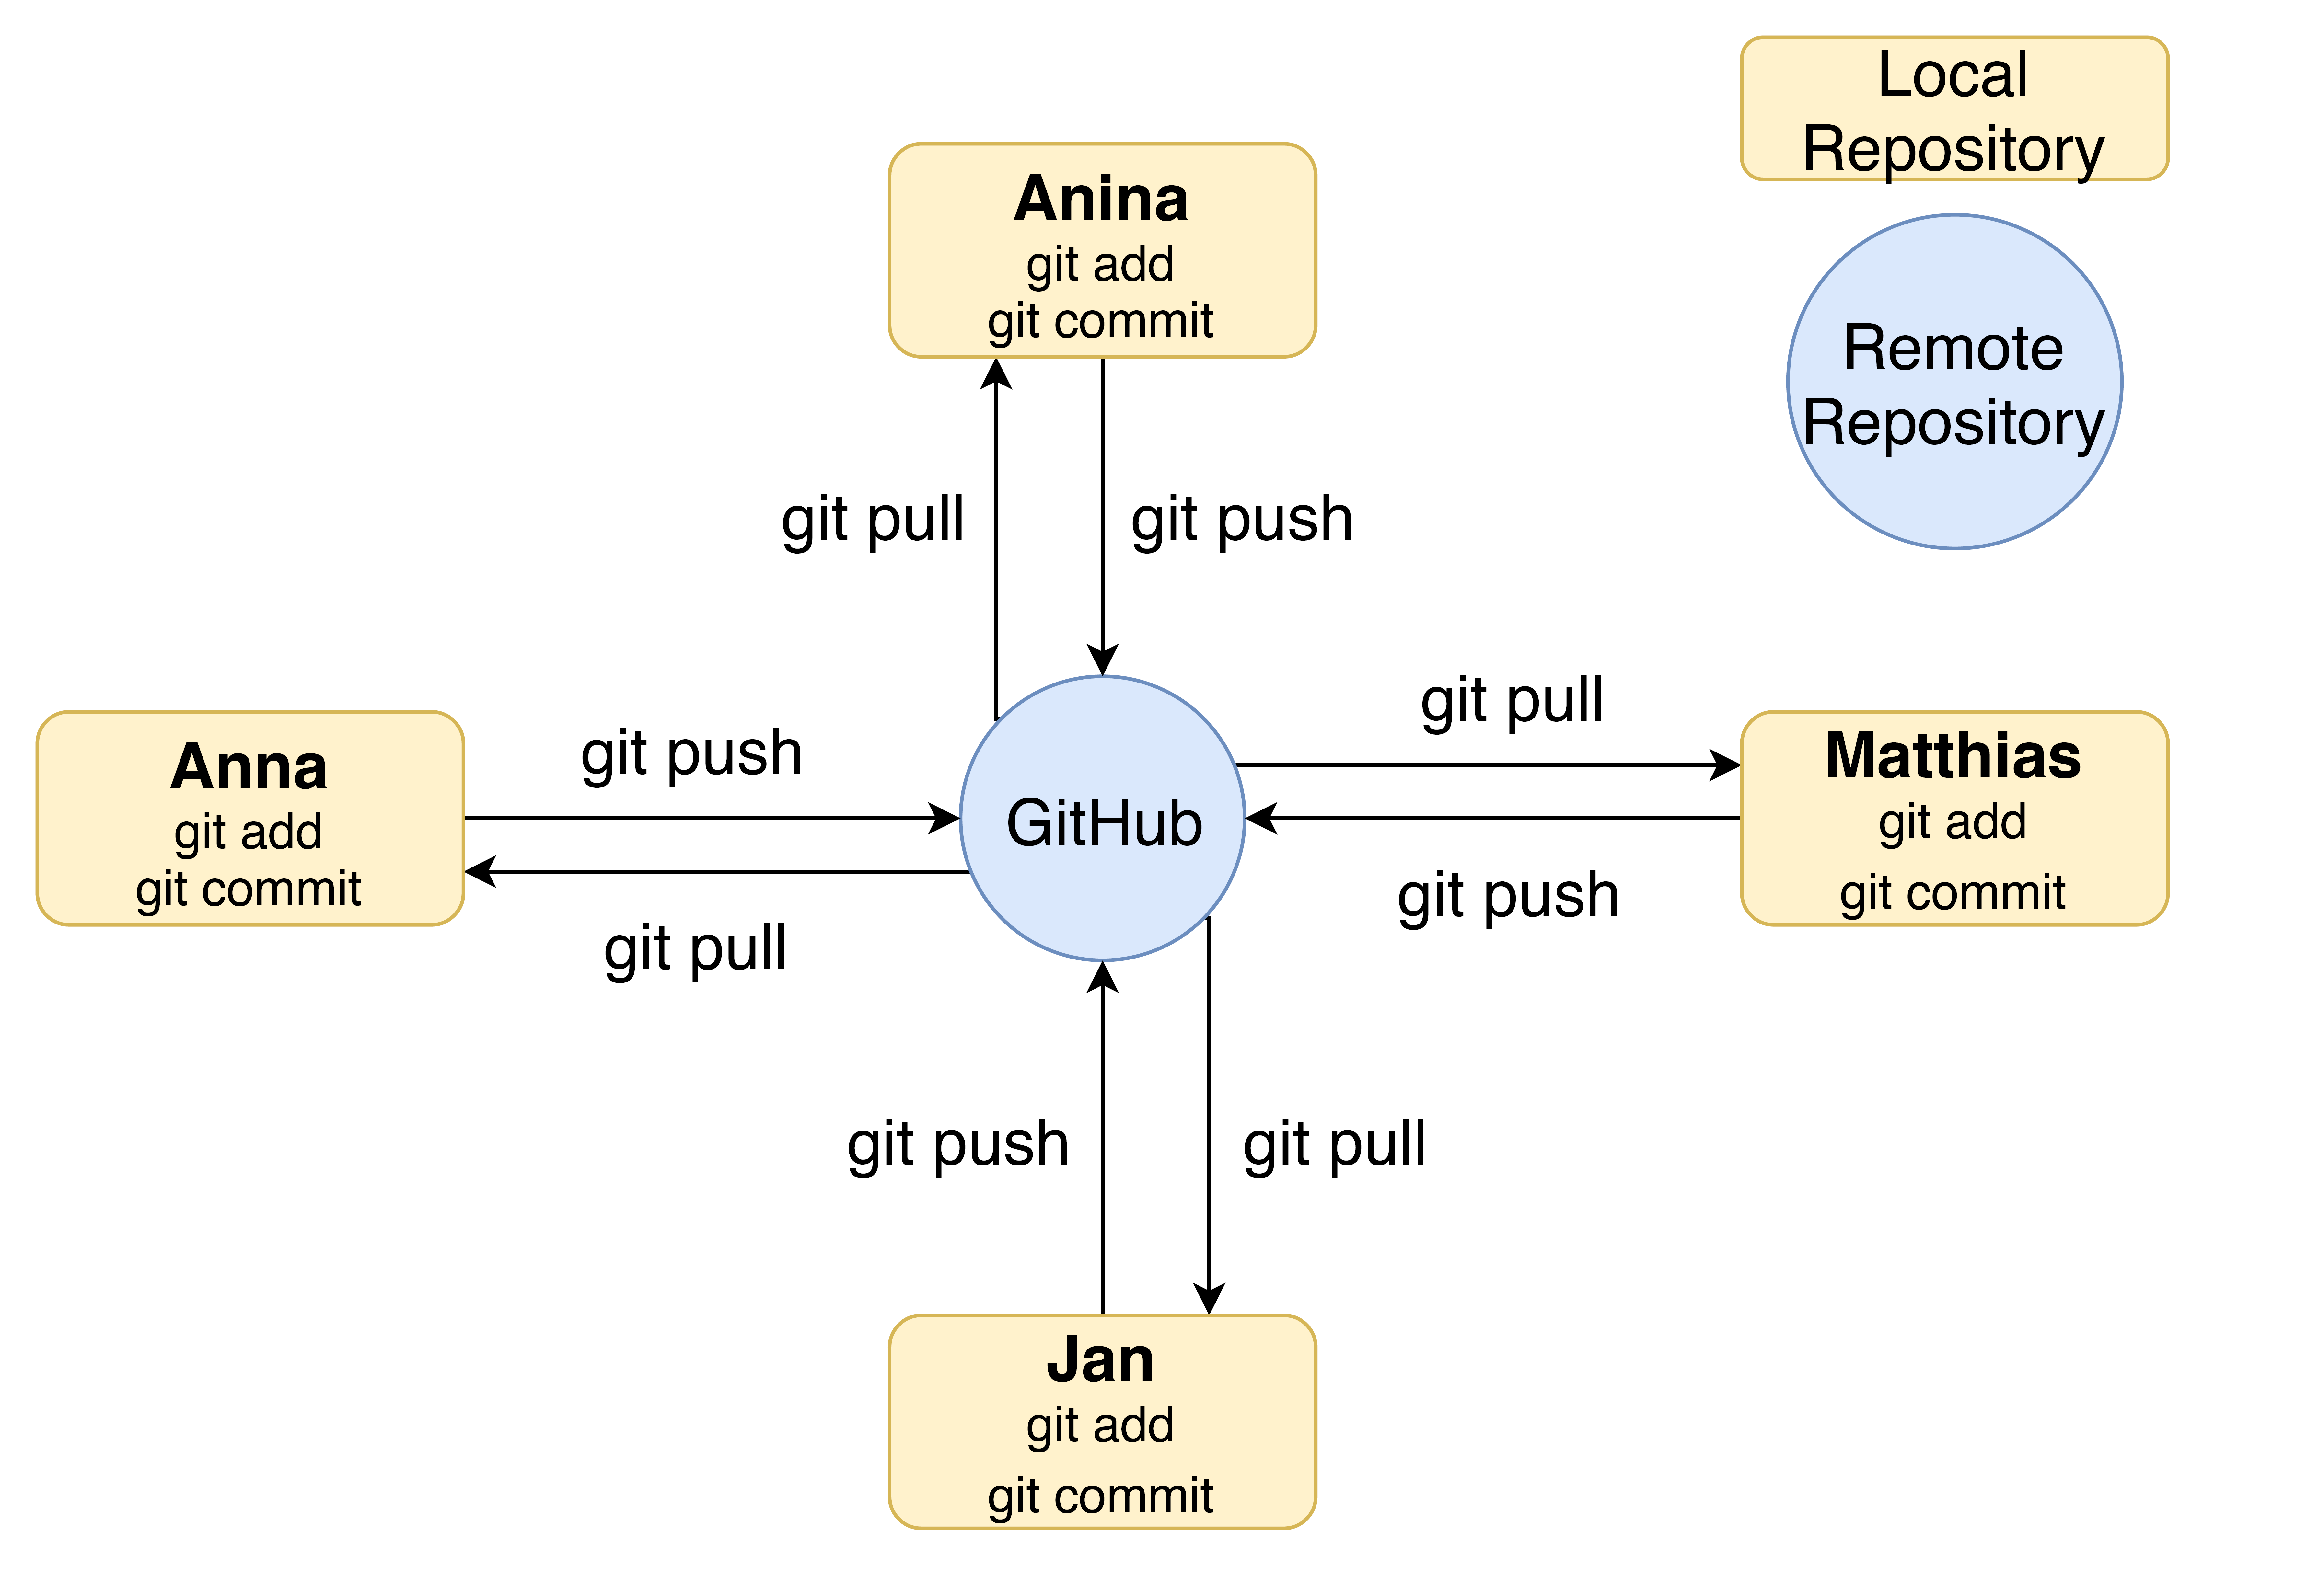 Local
Repository
Remote
Repository
Anina
git add
git commit
git pull
git push
Anna
git add
git commit
git push
git pull
GitHub
git pull
git push
Matthias
git add
git commit
git push
git pull
Jan
git add
git commit